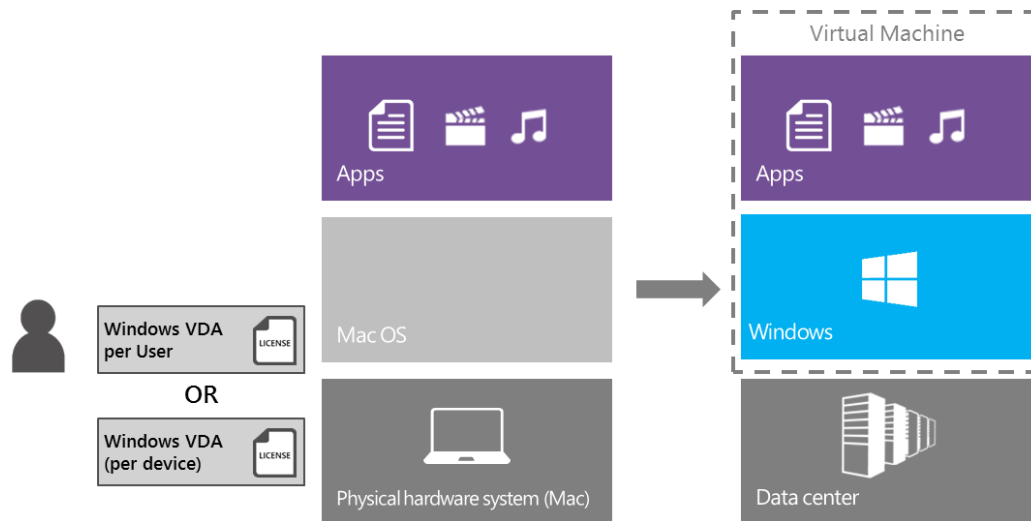 Virtual Machine
Apps
Apps
Mac OS
Windows
Windows VDA
per User
LICENSE
OR
Windows VDA
(per device)
LICENSE
Physical hardware system (Mac)
Data center